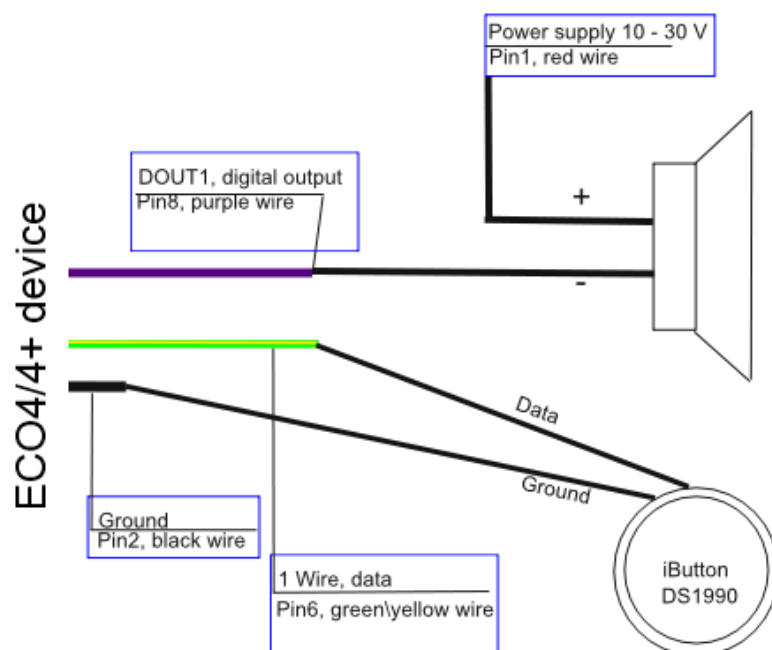 Power supply 10 - 30 V
Pin1, red wire
DOUT1, digital output
Pin8, purple wire
+
-
ECO4/4+ device
Data
Ground
Ground
Pin2, black wire
1 Wire, data
Pin6, green\yellow wire
iButton
DS1990